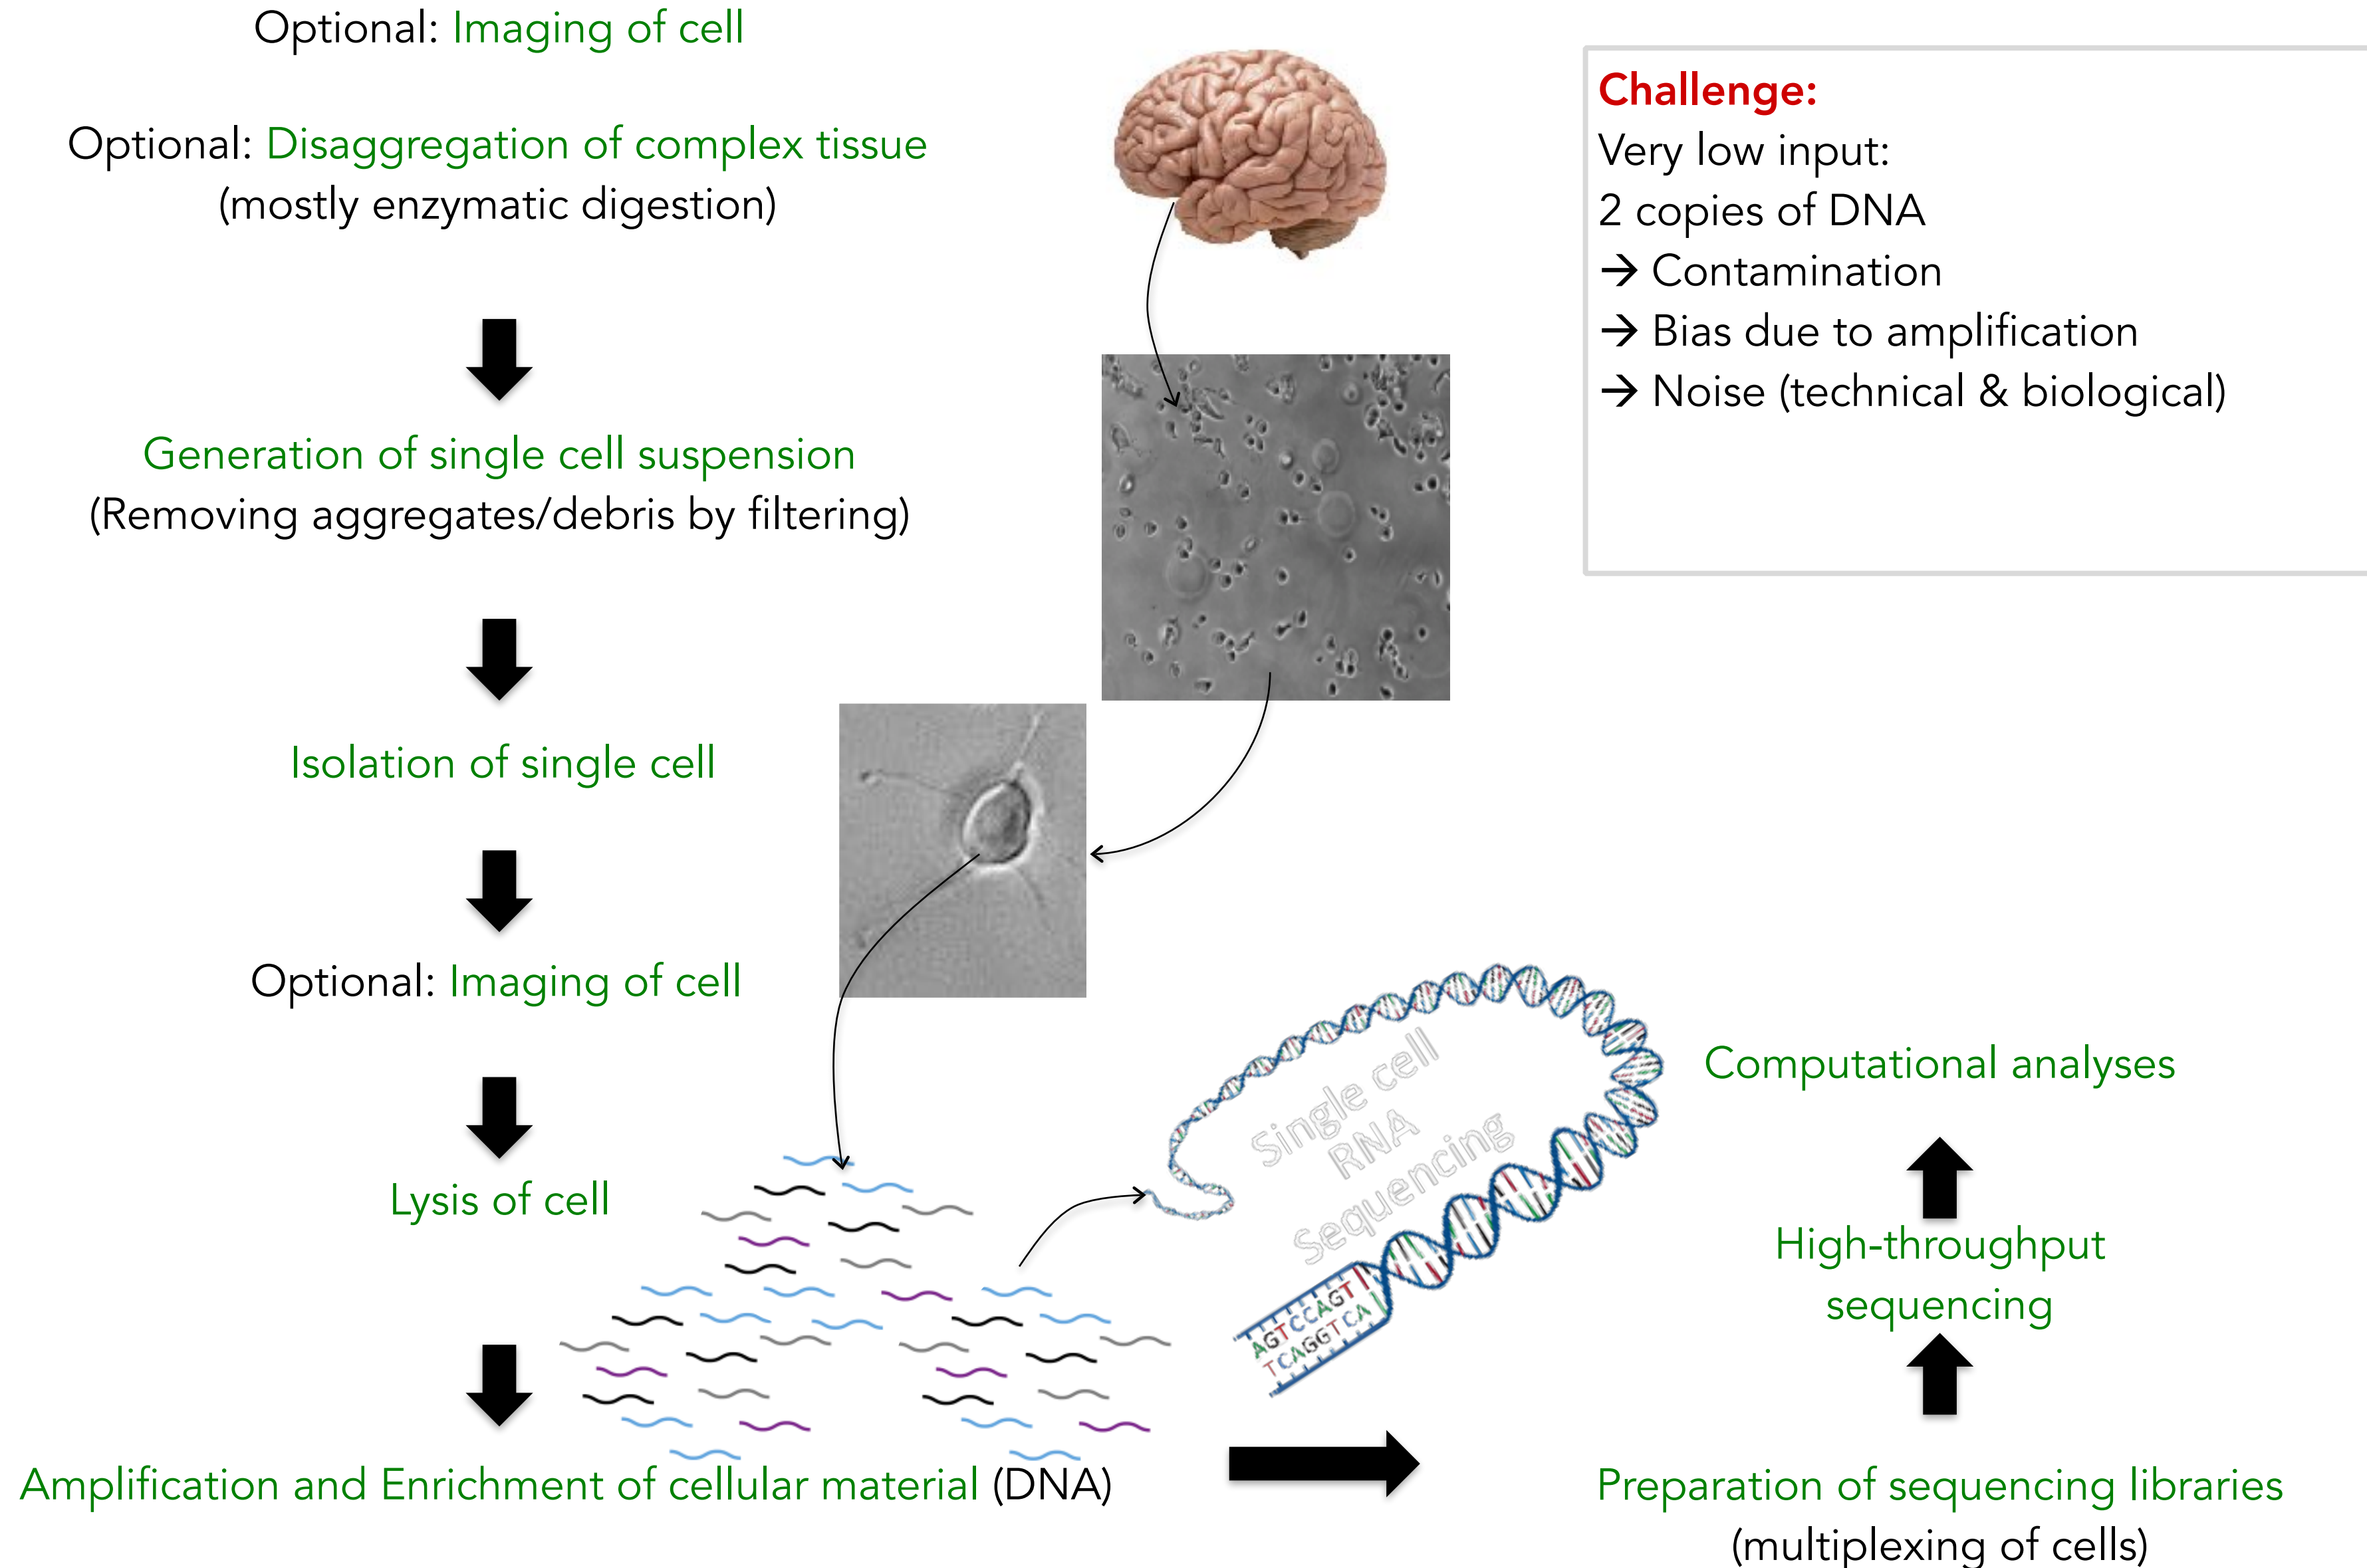 Optional: Imaging of cell
Optional: Disaggregation of complex tissue
(mostly enzymatic digestion)
Generation of single cell suspension
(Removing aggregates/debris by filtering)
Isolation of single cell
Optional: Imaging of cell
Lysis of cell
Amplification and Enrichment of cellular material (DNA)
Challenge:
Very low input:
2 copies of DNA
→ Contamination
→ Bias due to amplification
→ Noise (technical & biological)
Single cell
RNA
Sequencing
AGTCCAGT
TCAGGTCA
Computational analyses
High-throughput
sequencing
Preparation of sequencing libraries
(multiplexing of cells)